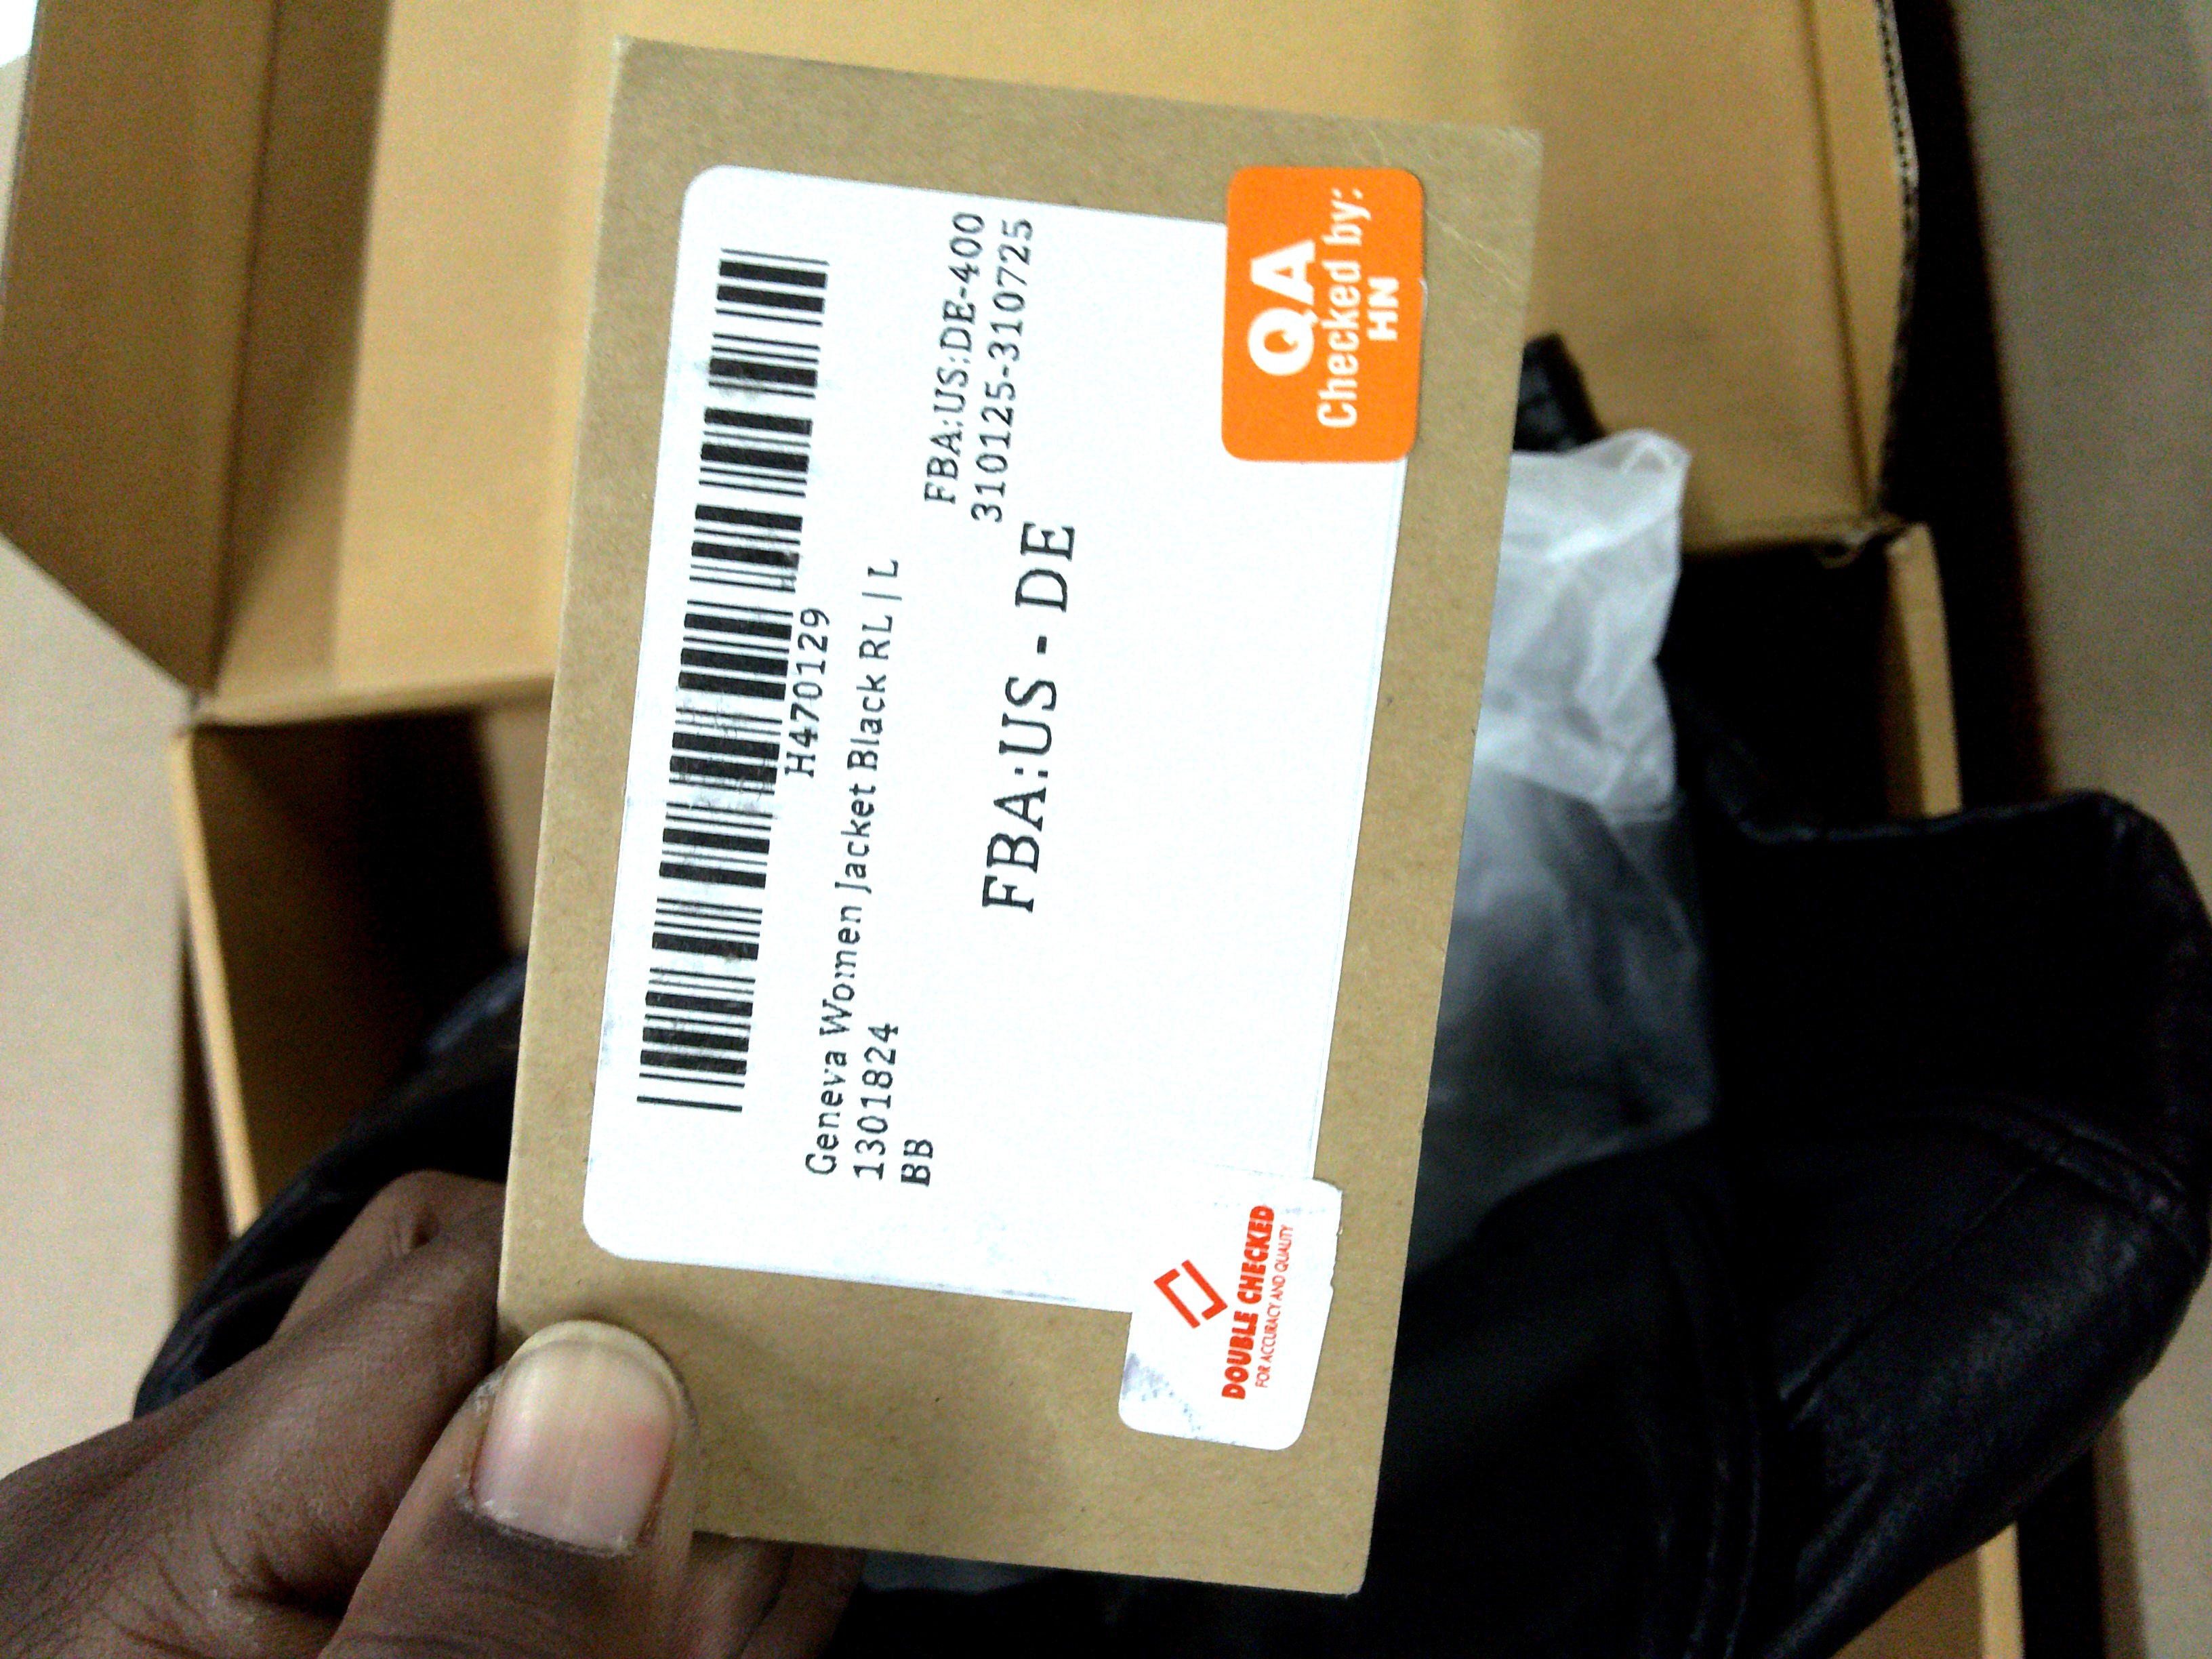 H470129
Geneva Women Jacket Black RL | L
1301824
BB
FBA:US:DE-400
310125-310725
FBA:US - DE
DOUBLE CHECKED
FOR ACCURACY AND QUALITY
QA
Checked by:
HN